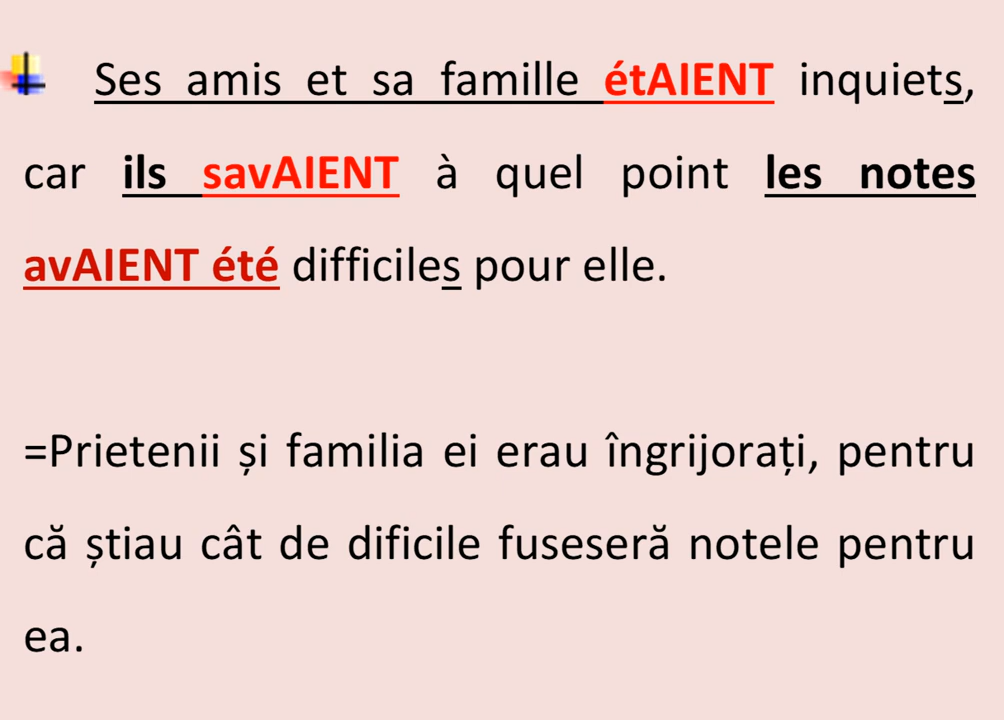 Ses amis et sa famille étAIENT inquiets,
car ils savAIENT à quel point les notes
avAIENT été difficiles pour elle.
=Prietenii și familia ei erau îngrijorați, pentru
că știau cât de dificile fuseseră notele pentru
ea.